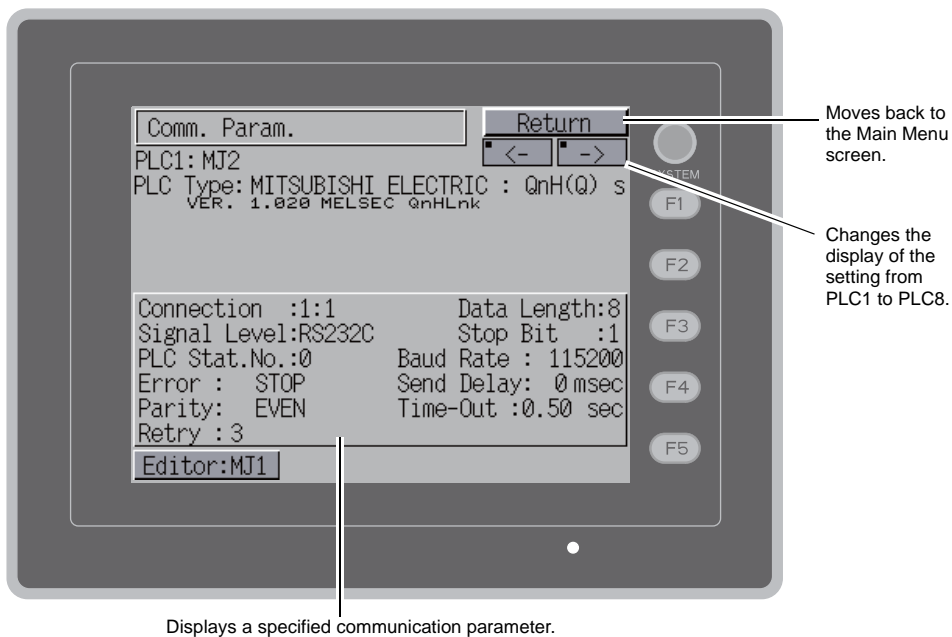 Comm. Param.
Return
<-
->
PLC1:MJ2
PLC Type:MITSUBISHI ELECTRIC : QnH(Q) s
VER. 1.020 MELSEC QnHLnk
Connection :1:1
Data Length:8
Signal Level:RS232C
Stop Bit :1
PLC Stat.No.:0
Baud Rate : 115200
Error : STOP
Send Delay: 0 msec
Parity: EVEN
Time-Out :0.50 sec
Retry :3
Editor:MJ1
F1
F2
F3
F4
F5
Moves back to
the Main Menu
screen.
Changes the
display of the
setting from
PLC1 to PLC8.
Displays a specified communication parameter.